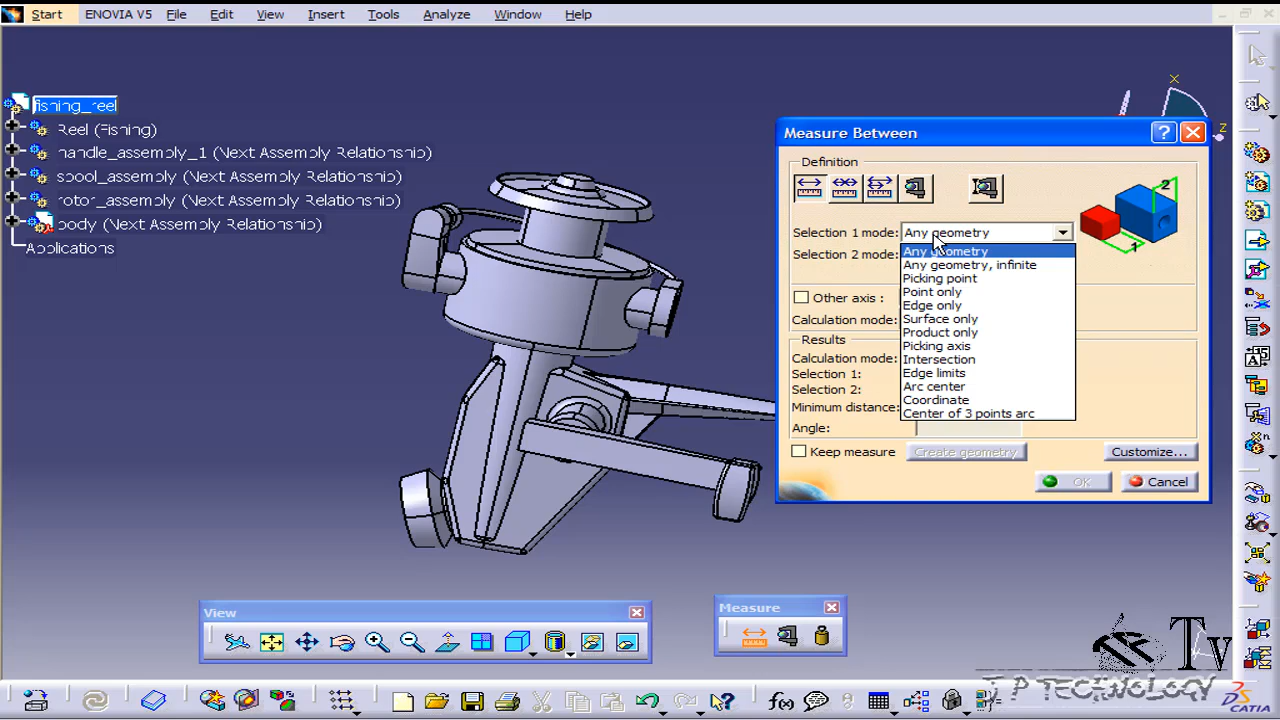 Start ENOVIA V5 File Edit View Insert Tools Analyze Window Help
X
Z
fishing_reel
Reel (Fishing)
handle_assembly_1 (Next Assembly Relationship)
spool_assembly (Next Assembly Relationship)
rotor_assembly (Next Assembly Relationship)
body (Next Assembly Relationship)
Applications
Measure Between
Definition
Selection 1 mode: Any geometry
Selection 2 mode:
Any geometry
Any geometry, infinite
Picking point
Point only
Edge only
Surface only
Product only
Picking axis
Intersection
Edge limits
Arc center
Coordinate
Center of 3 points arc
2
1
Other axis :
Calculation mode:
Results
Calculation mode:
Selection 1:
Selection 2:
Minimum distance:
Angle:
Keep measure Create geometry Customize...
OK Cancel
View
Measure
Tv
T P TECHNOLOGY
CATIA